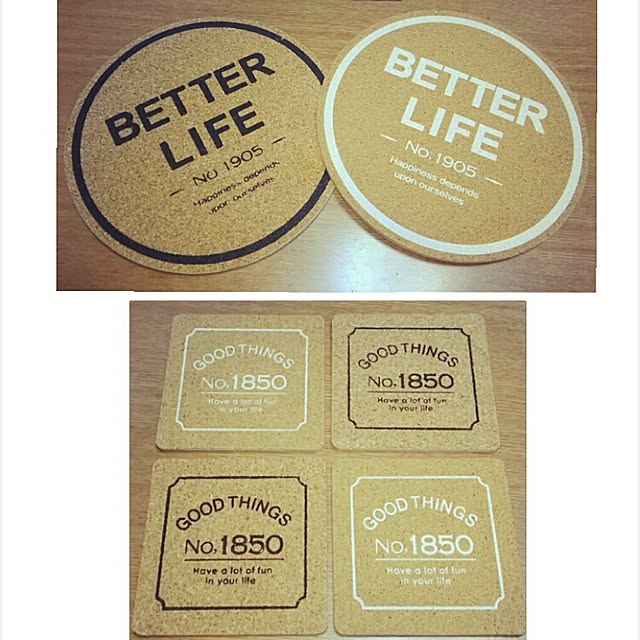 BETTER
LIFE
No 1905
Happiness depends
upon ourselves
BETTER
LIFE
No. 1905
Happiness depends
upon ourselves
GOOD THINGS
No. 1850
Have a lot of fun
in your life
GOOD THINGS
No. 1850
Have a lot of fun
in your life
GOOD THINGS
No. 1850
Have a lot of fun
in your life
GOOD THINGS
No. 1850
Have a lot of fun
in your life